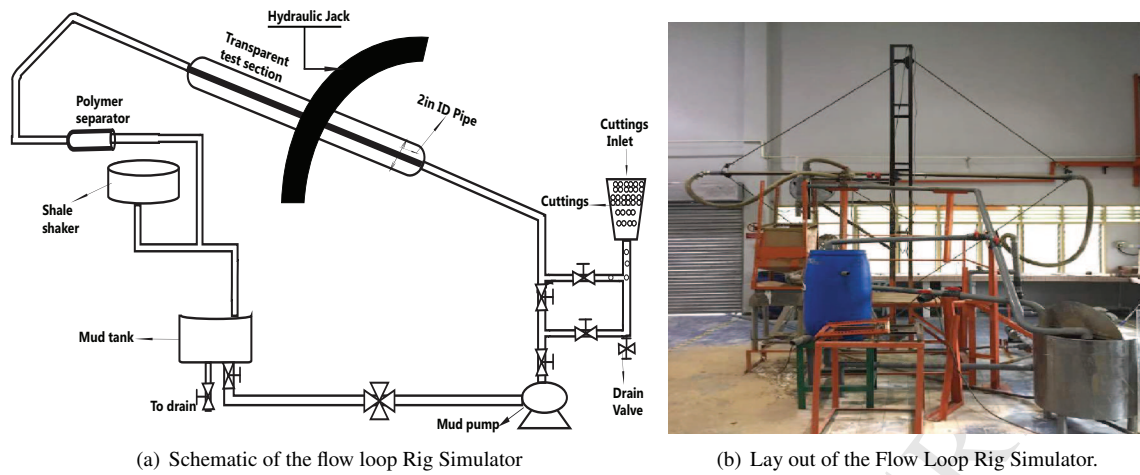 Hydraulic Jack
Transparent
test section
2in ID Pipe
Polymer
separator
Cuttings
Inlet
Cuttings
Shale
shaker
Mud tank
To drain
Mud pump
Drain
Valve
(a) Schematic of the flow loop Rig Simulator
(b) Lay out of the Flow Loop Rig Simulator.